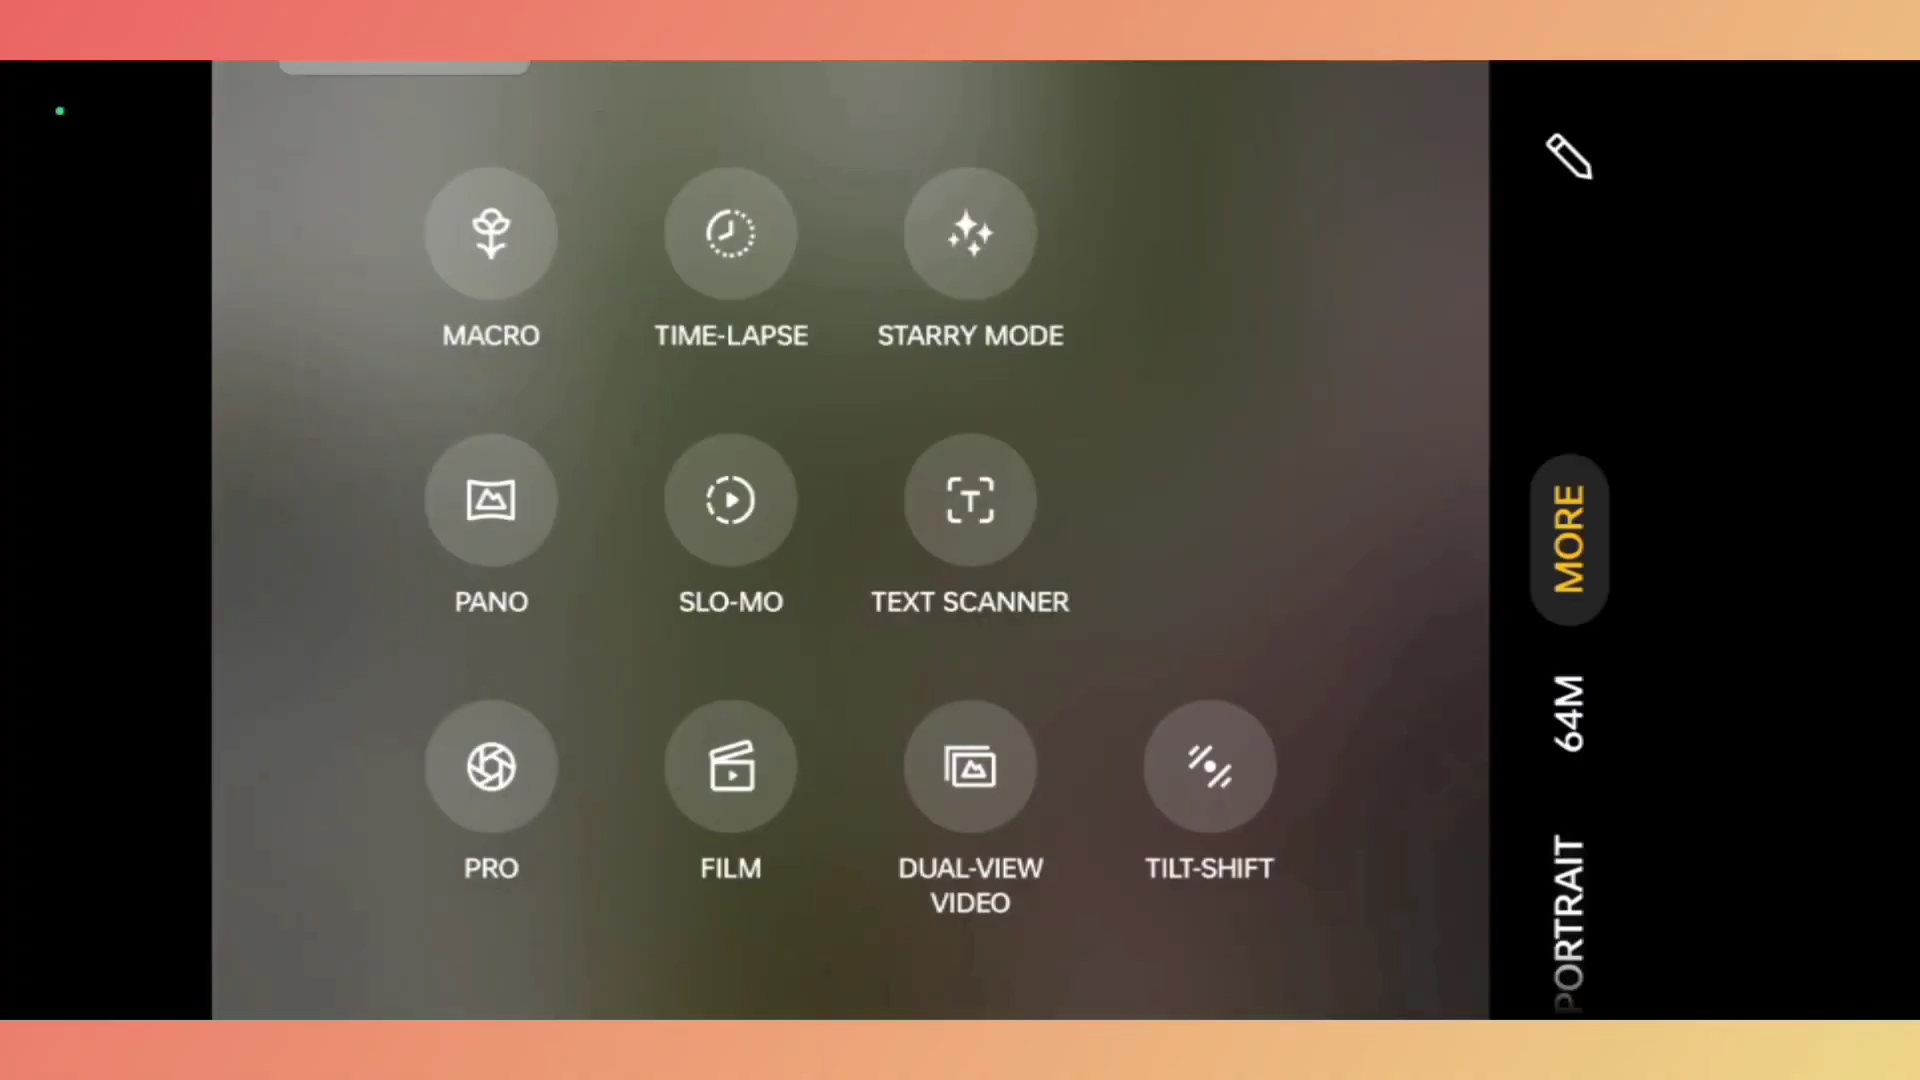 MACRO
TIME-LAPSE
STARRY MODE
PANO
SLO-MO
TEXT SCANNER
PRO
FILM
DUAL-VIEW
VIDEO
TILT-SHIFT
MORE
64M
PORTRAIT